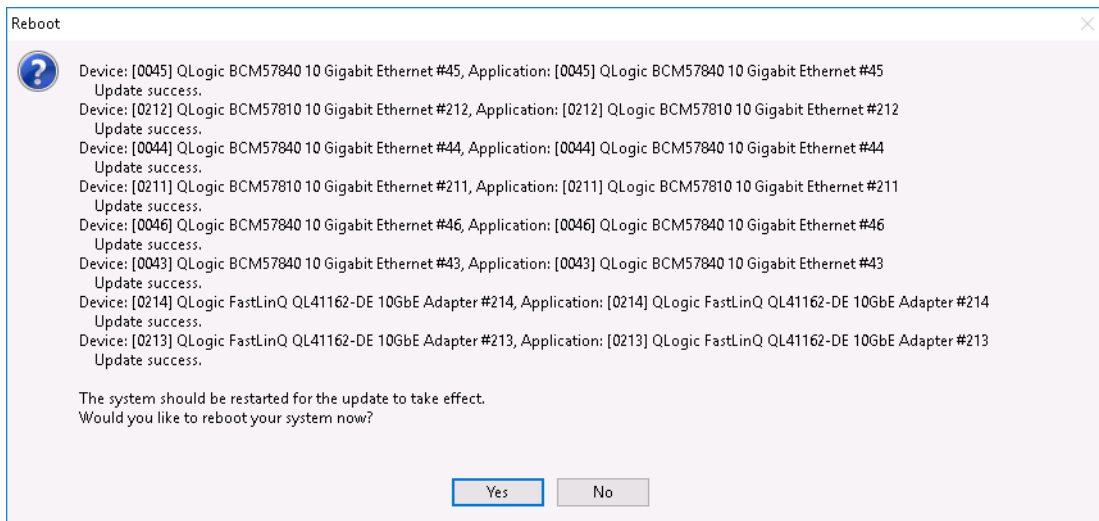 Reboot
Device: [0045] QLogic BCM57840 10 Gigabit Ethernet #45, Application: [0045] QLogic BCM57840 10 Gigabit Ethernet #45
Update success.
Device: [0212] QLogic BCM57810 10 Gigabit Ethernet #212, Application: [0212] QLogic BCM57810 10 Gigabit Ethernet #212
Update success.
Device: [0044] QLogic BCM57840 10 Gigabit Ethernet #44, Application: [0044] QLogic BCM57840 10 Gigabit Ethernet #44
Update success.
Device: [0211] QLogic BCM57810 10 Gigabit Ethernet #211, Application: [0211] QLogic BCM57810 10 Gigabit Ethernet #211
Update success.
Device: [0046] QLogic BCM57840 10 Gigabit Ethernet #46, Application: [0046] QLogic BCM57840 10 Gigabit Ethernet #46
Update success.
Device: [0043] QLogic BCM57840 10 Gigabit Ethernet #43, Application: [0043] QLogic BCM57840 10 Gigabit Ethernet #43
Update success.
Device: [0214] QLogic FastLinQ QL41162-DE 10GbE Adapter #214, Application: [0214] QLogic FastLinQ QL41162-DE 10GbE Adapter #214
Update success.
Device: [0213] QLogic FastLinQ QL41162-DE 10GbE Adapter #213, Application: [0213] QLogic FastLinQ QL41162-DE 10GbE Adapter #213
Update success.
The system should be restarted for the update to take effect.
Would you like to reboot your system now?
Yes No